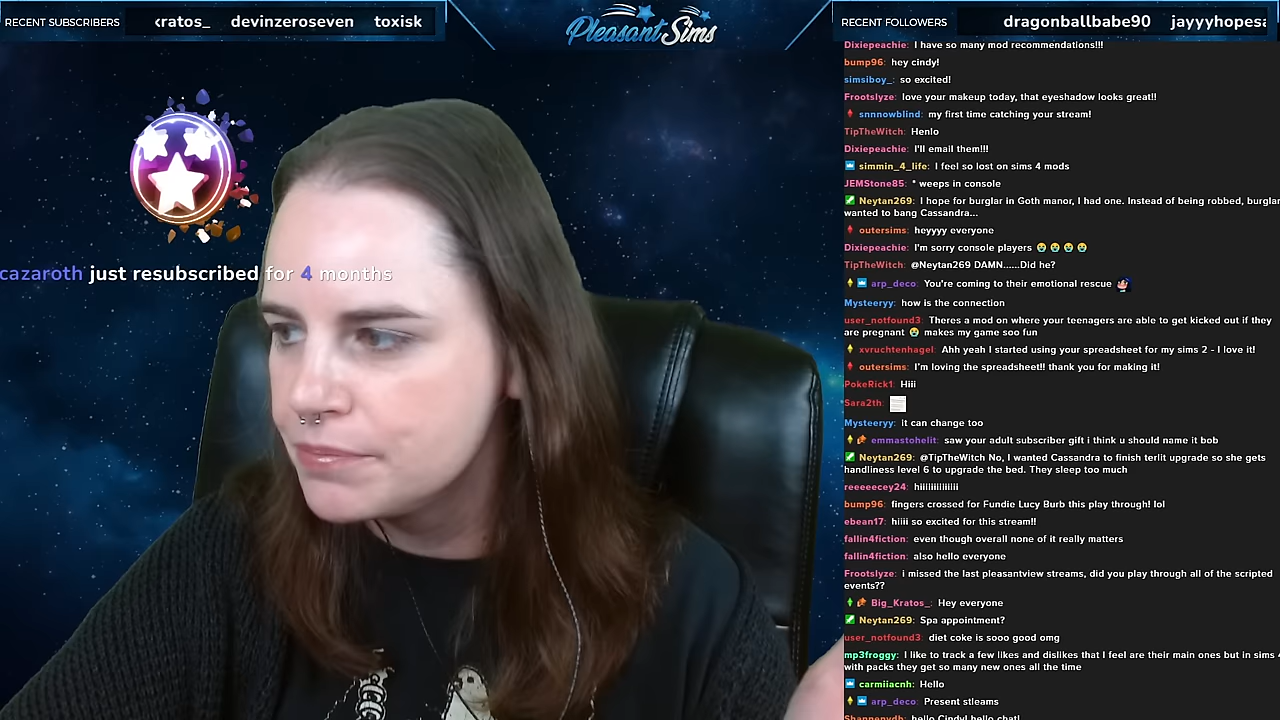 RECENT SUBSCRIBERS
kratos_ devinzeroseven toxisk
PleasantSims
RECENT FOLLOWERS
dragonballbabe90 jayyyhopesa
cazaroth just resubscribed for 4 months
Dixiepeachie: I have so many mod recommendations!!!
bump96: hey cindy!
simsiboy_: so excited!
Frootslyze: love your makeup today, that eyeshadow looks great!!
snnnowblind: my first time catching your stream!
TipTheWitch: Henlo
Dixiepeachie: I'll email them!!!
simmin_4_life: I feel so lost on sims 4 mods
JEMStone85: * weeps in console
Neytan269: I hope for burglar in Goth manor, I had one. Instead of being robbed, burglar
wanted to bang Cassandra...
outersims: heyyyy everyone
Dixiepeachie: I'm sorry console players 😭 😭 😭 😭
TipTheWitch: @Neytan269 DAMN......Did he?
arp_deco: You're coming to their emotional rescue
Mysteeryy: how is the connection
user_notfound3: Theres a mod on where your teenagers are able to get kicked out if they
are pregnant 😭 makes my game soo fun
xvruchtenhagel: Ahh yeah I started using your spreadsheet for my sims 2 - I love it!
outersims: I'm loving the spreadsheet!! thank you for making it!
PokeRick1: Hiii
Sara2th:
Mysteeryy: it can change too
emmastohelit: saw your adult subscriber gift i think u should name it bob
Neytan269: @TipTheWitch No, I wanted Cassandra to finish terlit upgrade so she gets
handliness level 6 to upgrade the bed. They sleep too much
reeeeecey24: hiiiiiiiiiiiiii
bump96: fingers crossed for Fundie Lucy Burb this play through! lol
ebean17: hiiii so excited for this stream!!
fallin4fiction: even though overall none of it really matters
fallin4fiction: also hello everyone
Frootslyze: i missed the last pleasantview streams, did you play through all of the scripted
events??
Big_Kratos_: Hey everyone
Neytan269: Spa appointment?
user_notfound3: diet coke is sooo good omg
mp3froggy: I like to track a few likes and dislikes that I feel are their main ones but in sims 4
with packs they get so many new ones all the time
carmiiacnh: Hello
arp_deco: Present stleams
Shannenydb: hello Cindy! hello chat!